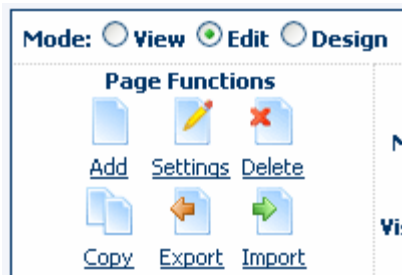 Mode: View Edit Design
Page Functions
Add Settings Delete
Copy Export Import